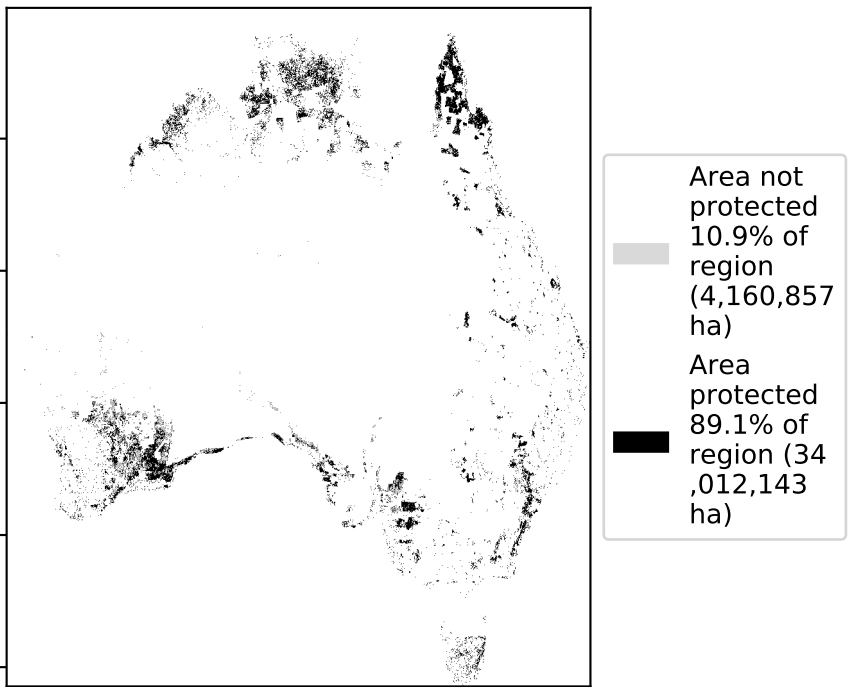 Area not
protected
10.9% of
region
(4,160,857
ha)
Area
protected
89.1% of
region (34
,012,143
ha)